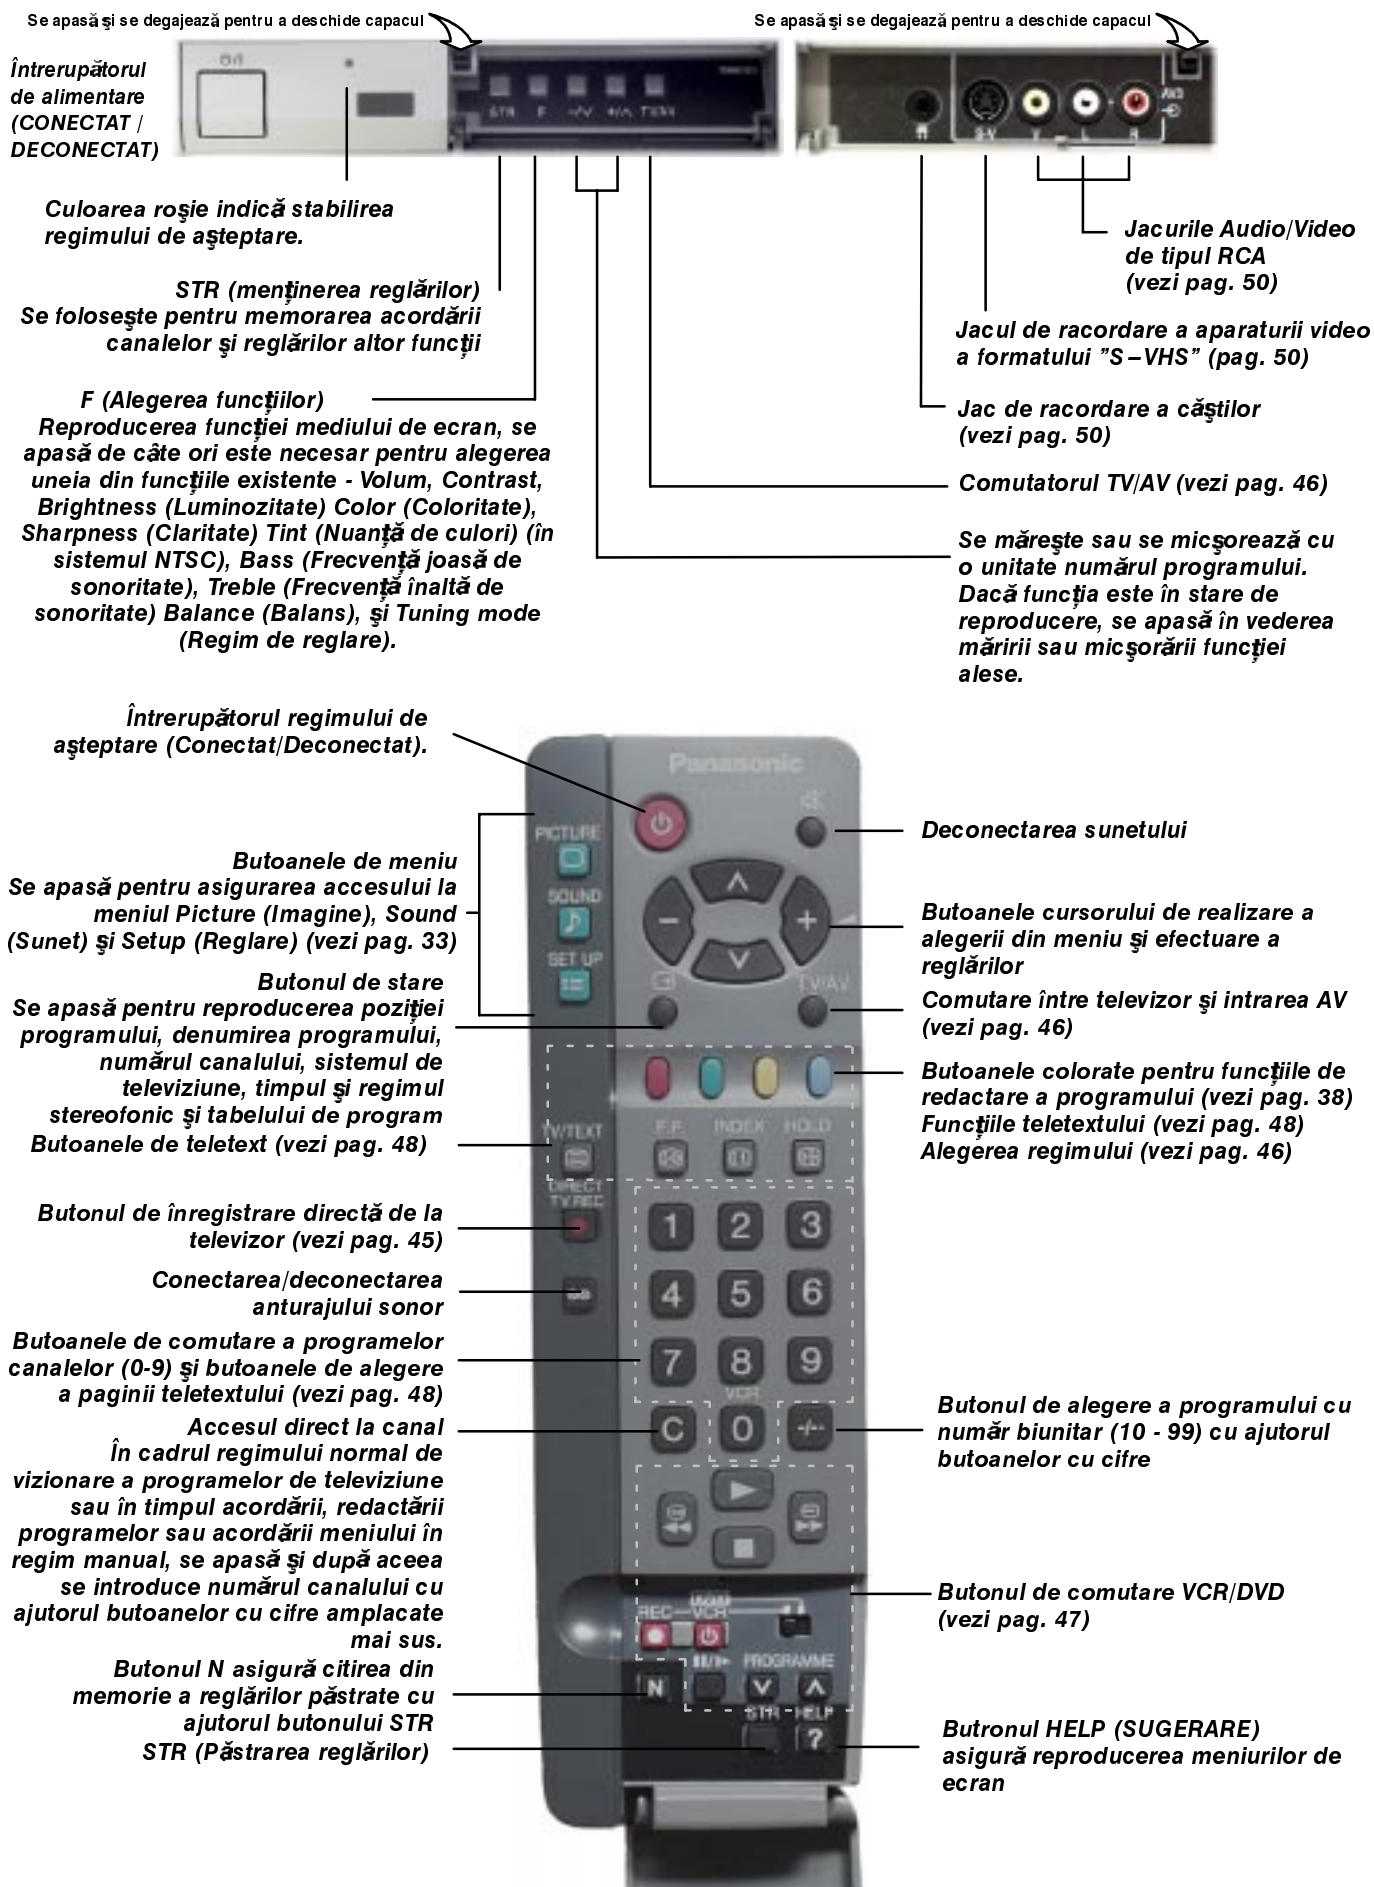 Se apasă şi se degajează pentru a deschide capacul
Se apasă şi se degajează pentru a deschide capacul
Întrerupătorul
de alimentare
(CONECTAT /
DECONECTAT)
STR F -/∨ +/∧ TV/AV
S-V V L R AV3
Culoarea roşie indică stabilirea
regimului de aşteptare.
STR (menţinerea reglărilor)
Se foloseşte pentru memorarea acordării
canalelor şi reglărilor altor funcţii
F (Alegerea funcţiilor)
Reproducerea funcţiei mediului de ecran, se
apasă de câte ori este necesar pentru alegerea
uneia din funcţiile existente - Volum, Contrast,
Brightness (Luminozitate) Color (Coloritate),
Sharpness (Claritate) Tint (Nuanţă de culori) (în
sistemul NTSC), Bass (Frecvenţă joasă de
sonoritate), Treble (Frecvenţă înaltă de
sonoritate) Balance (Balans), şi Tuning mode
(Regim de reglare).
Jacurile Audio/Video
de tipul RCA
(vezi pag. 50)
Jacul de racordare a aparaturii video
a formatului ”S–VHS” (pag. 50)
Jac de racordare a căştilor
(vezi pag. 50)
Comutatorul TV/AV (vezi pag. 46)
Se măreşte sau se micşorează cu
o unitate numărul programului.
Dacă funcţia este în stare de
reproducere, se apasă în vederea
măririi sau micşorării funcţiei
alese.
Întrerupătorul regimului de
aşteptare (Conectat/Deconectat).
Butoanele de meniu
Se apasă pentru asigurarea accesului la
meniul Picture (Imagine), Sound
(Sunet) şi Setup (Reglare) (vezi pag. 33)
Butonul de stare
Se apasă pentru reproducerea poziţiei
programului, denumirea programului,
numărul canalului, sistemul de
televiziune, timpul şi regimul
stereofonic şi tabelului de program
Butoanele de teletext (vezi pag. 48)
Butonul de înregistrare directă de la
televizor (vezi pag. 45)
Conectarea/deconectarea
anturajului sonor
Butoanele de comutare a programelor
canalelor (0-9) şi butoanele de alegere
a paginii teletextului (vezi pag. 48)
Accesul direct la canal
În cadrul regimului normal de
vizionare a programelor de televiziune
sau în timpul acordării, redactării
programelor sau acordării meniului în
regim manual, se apasă şi după aceea
se introduce numărul canalului cu
ajutorul butoanelor cu cifre amplacate
mai sus.
Butonul N asigură citirea din
memorie a reglărilor păstrate cu
ajutorul butonului STR
STR (Păstrarea reglărilor)
Panasonic
PICTURE
SOUND
SET UP
TV/AV
TV/TEXT F.P. INDEX HOLD
DIRECT
TV REC
1 2 3
4 5 6
7 8 9
VCR
C 0 -/--
REC VCR
PROGRAMME
N
STR HELP
?
Deconectarea sunetului
Butoanele cursorului de realizare a
alegerii din meniu şi efectuare a
reglărilor
Comutare între televizor şi intrarea AV
(vezi pag. 46)
Butoanele colorate pentru funcţiile de
redactare a programului (vezi pag. 38)
Funcţiile teletextului (vezi pag. 48)
Alegerea regimului (vezi pag. 46)
Butonul de alegere a programului cu
număr biunitar (10 - 99) cu ajutorul
butoanelor cu cifre
Butonul de comutare VCR/DVD
(vezi pag. 47)
Butronul HELP (SUGERARE)
asigură reproducerea meniurilor de
ecran